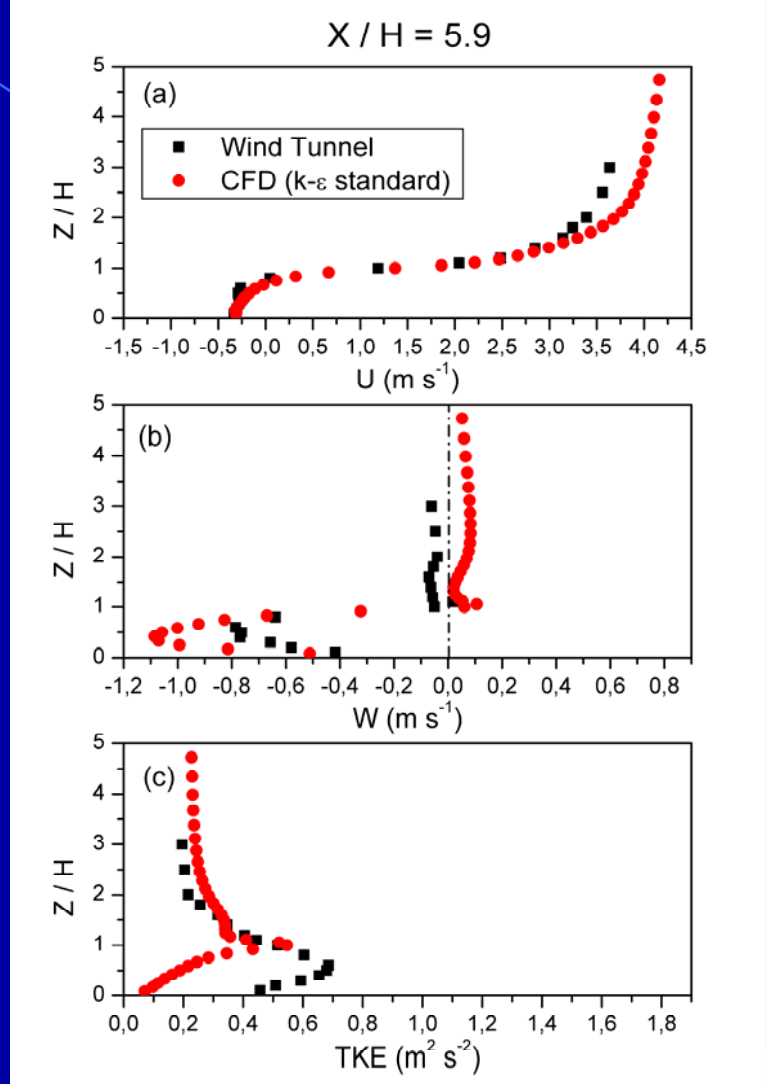 X / H = 5.9
5
(a)
4
Wind Tunnel
3
CFD (k-ε standard)
Z / H
2
1
0
-1,5 -1,0 -0,5 0,0 0,5 1,0 1,5 2,0 2,5 3,0 3,5 4,0 4,5
U (m s⁻¹)
5
(b)
4
3
Z / H
2
1
0
-1,2 -1,0 -0,8 -0,6 -0,4 -0,2 0,0 0,2 0,4 0,6 0,8
W (m s⁻¹)
5
(c)
4
3
Z / H
2
1
0
0,0 0,2 0,4 0,6 0,8 1,0 1,2 1,4 1,6 1,8
TKE (m² s⁻²)